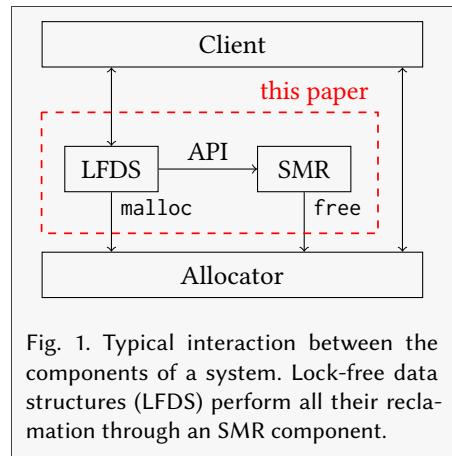 Client
this paper
API
LFDS
SMR
malloc
free
Allocator
Fig. 1. Typical interaction between the
components of a system. Lock-free data
structures (LFDS) perform all their recla-
mation through an SMR component.